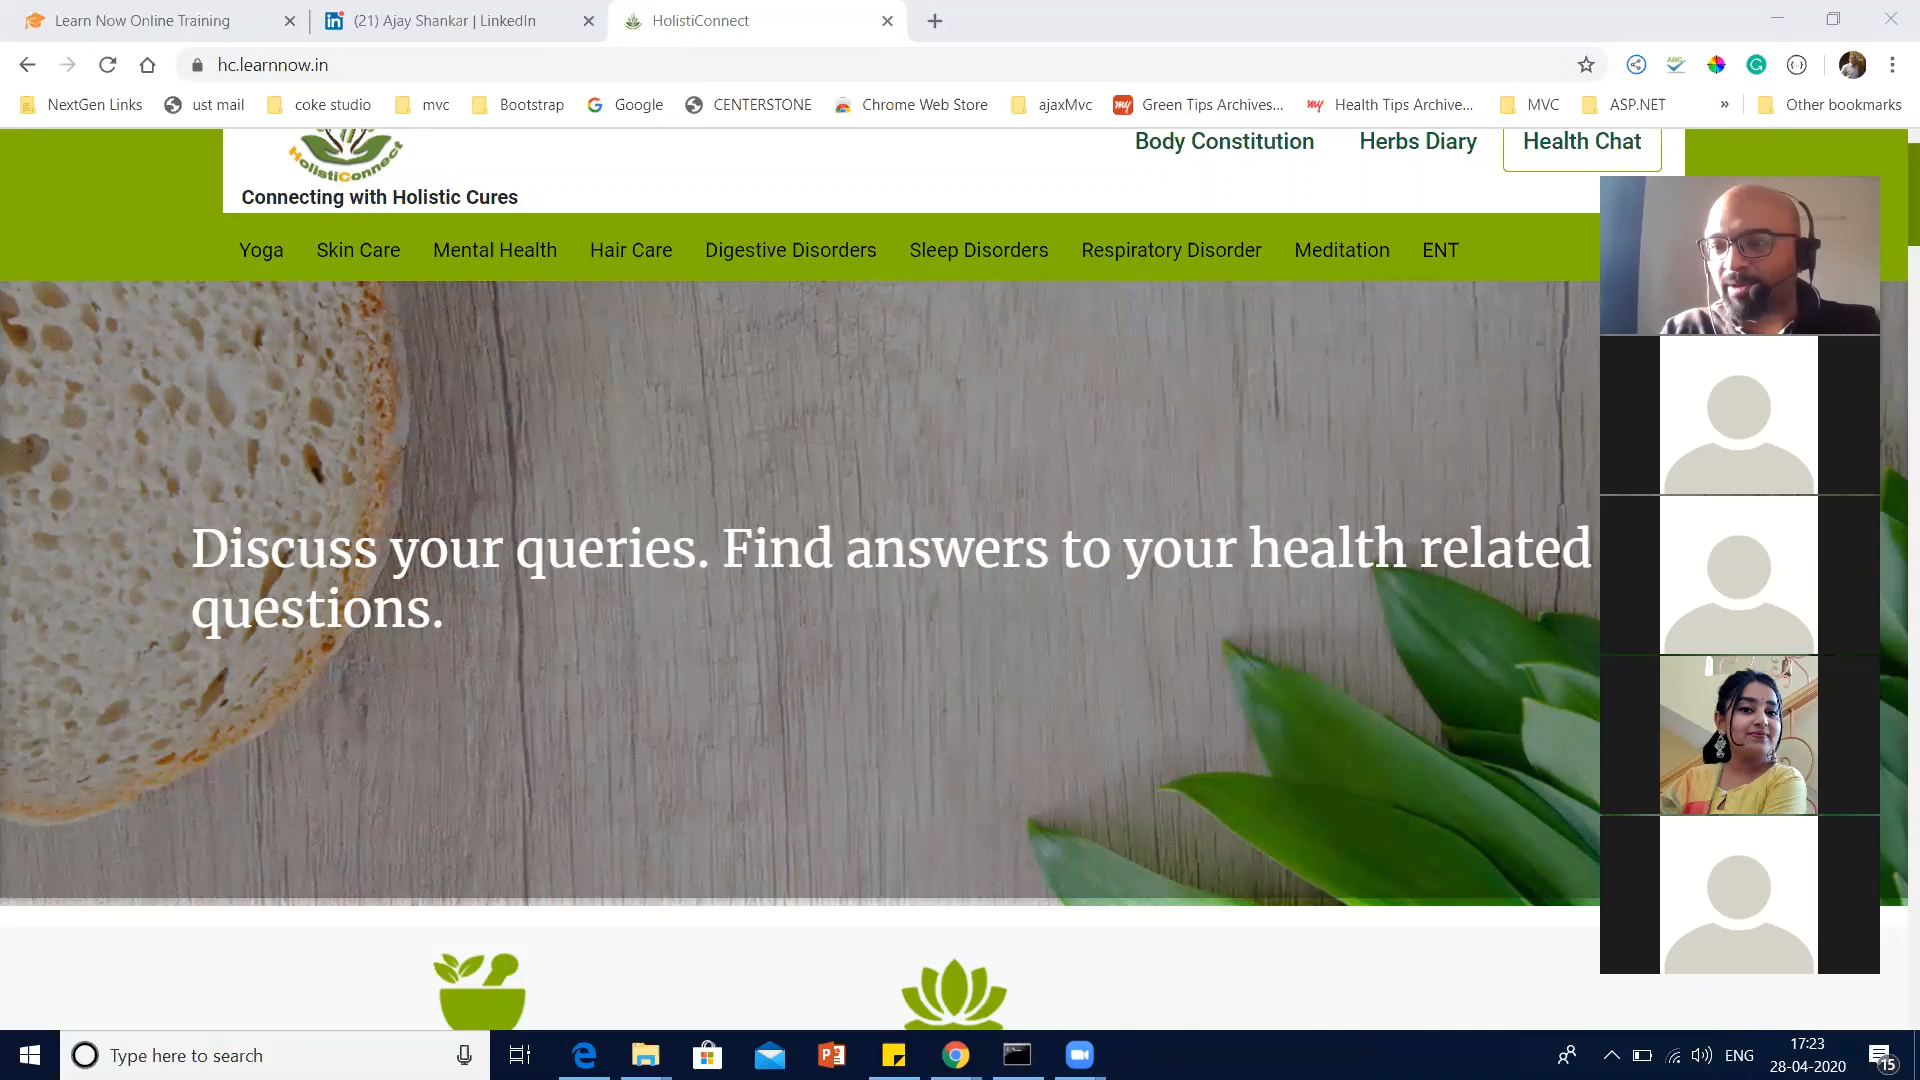 Learn Now Online Training
(21) Ajay Shankar | LinkedIn
HolistiConnect
hc.learnnow.in
NextGen Links
ust mail
coke studio
mvc
Bootstrap
Google
CENTERSTONE
Chrome Web Store
ajaxMvc
Green Tips Archives...
Health Tips Archive...
MVC
ASP.NET
»
Other bookmarks
HolistiConnect
Connecting with Holistic Cures
Body Constitution
Herbs Diary
Health Chat
Yoga
Skin Care
Mental Health
Hair Care
Digestive Disorders
Sleep Disorders
Respiratory Disorder
Meditation
ENT
Discuss your queries. Find answers to your health related
questions.
Type here to search
ENG
17:23
28-04-2020
15